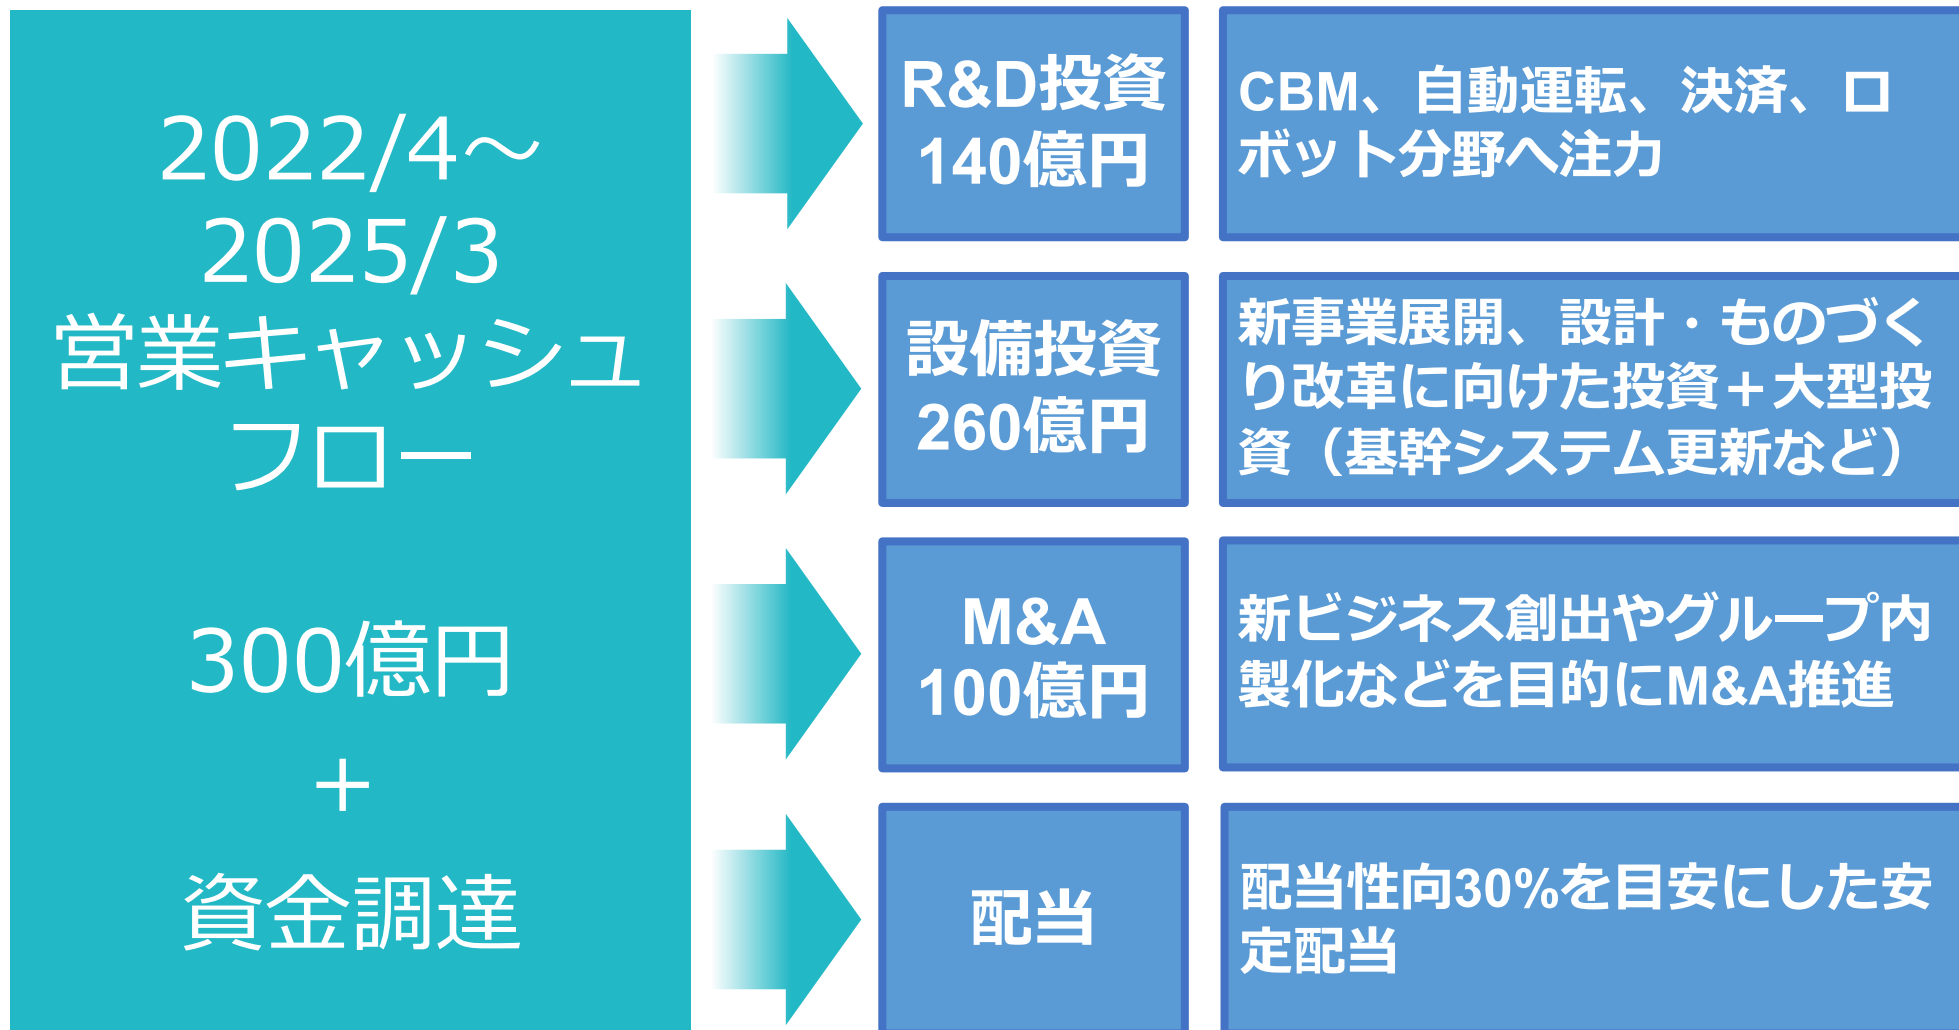 2022/4～
2025/3
営業キャッシュ
フロー
300億円
+
資金調達
R&D投資
140億円
CBM、自動運転、決済、ロ
ボット分野へ注力
設備投資
260億円
新事業展開、設計・ものづく
り改革に向けた投資+大型投
資（基幹システム更新など）
M&A
100億円
新ビジネス創出やグループ内
製化などを目的にM&A推進
配当
配当性向30%を目安にした安
定配当